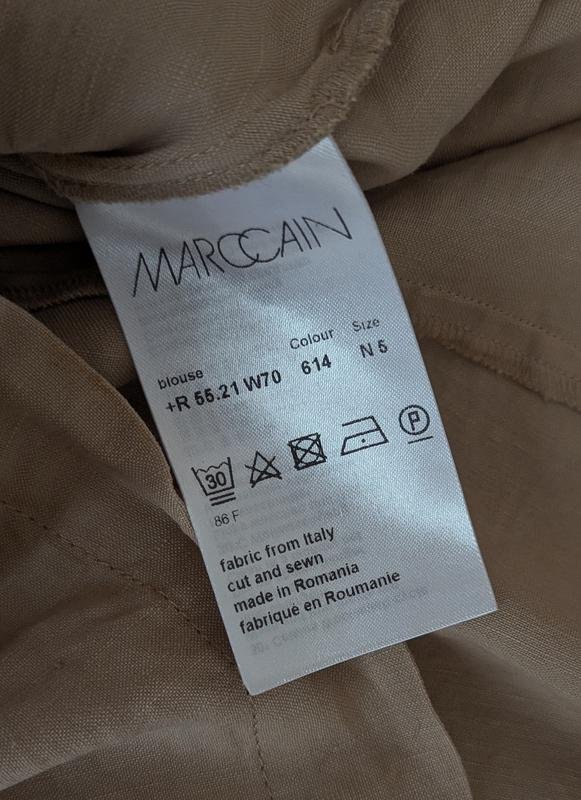 MARCCAIN
blouse Colour Size
+R 55.21 W70 614 N 5
30 P
86 F
fabric from Italy
cut and sewn
made in Romania
fabriqué en Roumanie